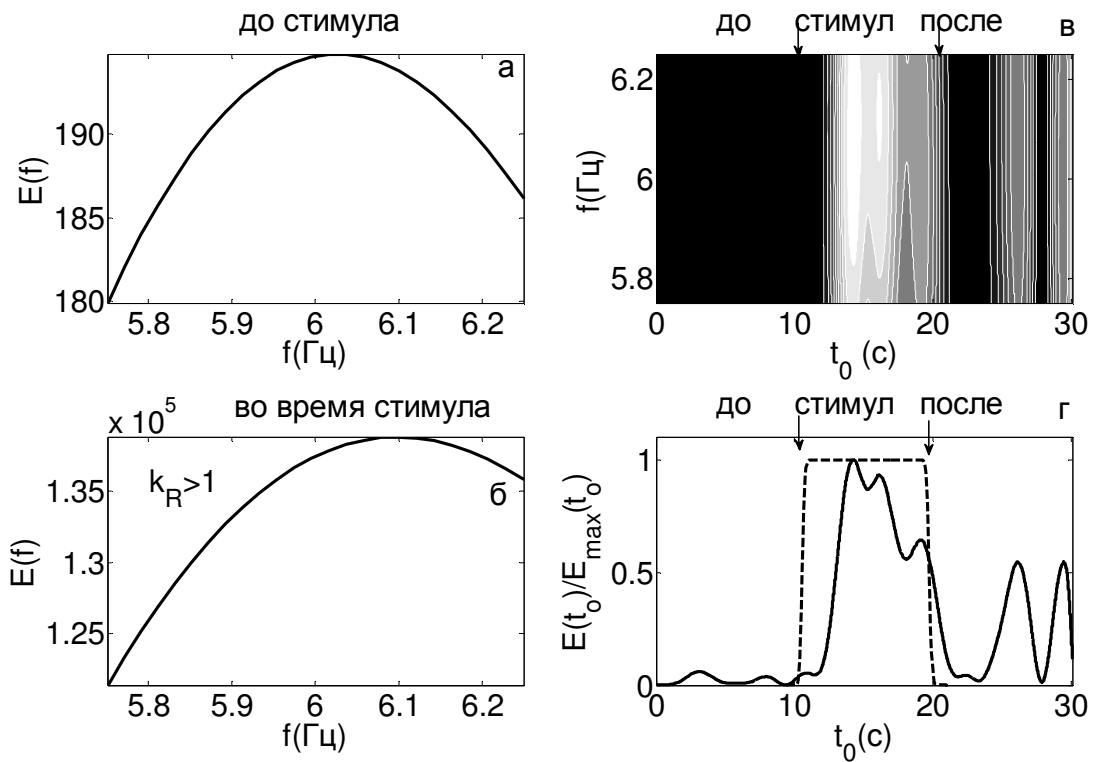 до стимула
а
E(f)
190
185
180
5.8 5.9 6 6.1 6.2
f(Гц)
до стимул после в
f(Гц)
6.2
6
5.8
0 10 20 30
t_0 (с)
во время стимула
x 10^5
k_R>1
б
E(f)
1.35
1.3
1.25
5.8 5.9 6 6.1 6.2
f(Гц)
до стимул после г
E(t_o)/E_max(t_o)
1
0.5
0
0 10 20 30
t_0(с)